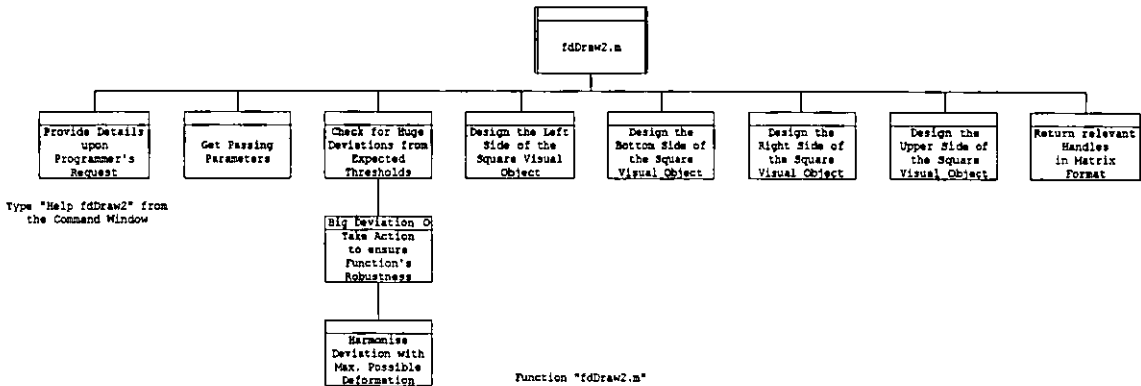 fdDraw2.m
Provide Details
upon
Programmer's
Request
Get Passing
Parameters
Check for Huge
Deviations from
Expected
Thresholds
Design the Left
Side of the
Square Visual
Object
Design the
Bottom Side of
the Square
Visual Object
Design the
Right Side of
the Square
Visual Object
Design the
Upper Side of
the Square
Visual Object
Return relevant
Handles
in Matrix
Format
Type "Help fdDraw2" from
the Command Window
Big Deviation O
Take Action
to ensure
Function's
Robustness
Harmonise
Deviation with
Max. Possible
Deformation
Function "fdDraw2.m"